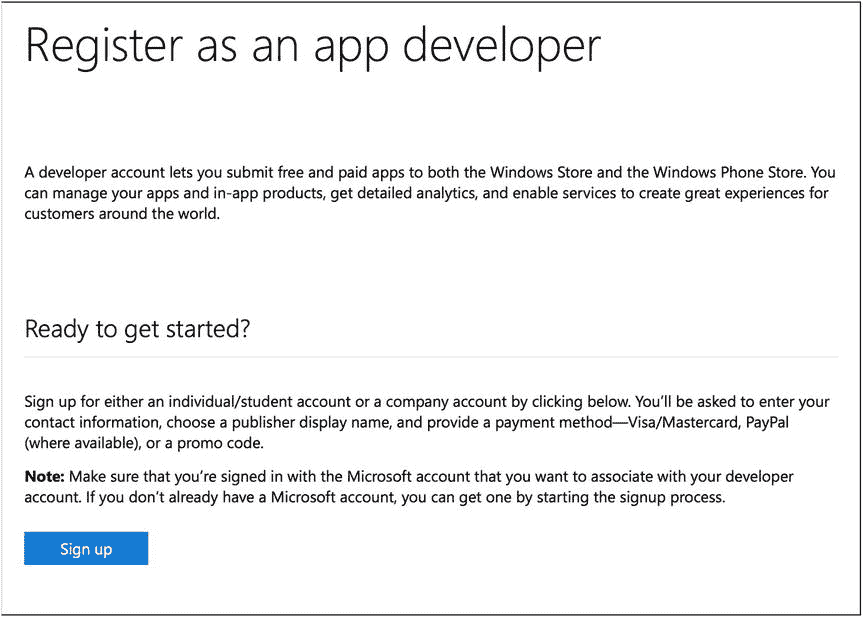 Register as an app developer
A developer account lets you submit free and paid apps to both the Windows Store and the Windows Phone Store. You
can manage your apps and in-app products, get detailed analytics, and enable services to create great experiences for
customers around the world.
Ready to get started?
Sign up for either an individual/student account or a company account by clicking below. You’ll be asked to enter your
contact information, choose a publisher display name, and provide a payment method—Visa/Mastercard, PayPal
(where available), or a promo code.
Note: Make sure that you’re signed in with the Microsoft account that you want to associate with your developer
account. If you don’t already have a Microsoft account, you can get one by starting the signup process.
Sign up